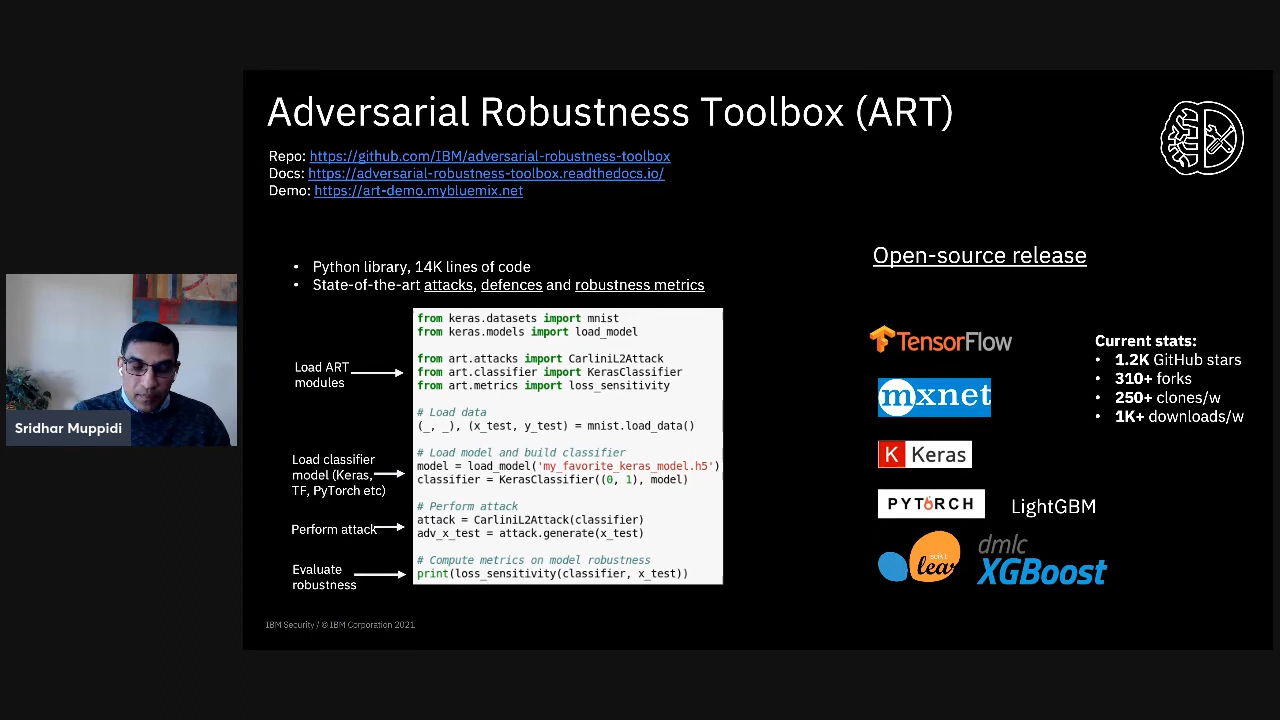 Adversarial Robustness Toolbox (ART)
Repo: https://github.com/IBM/adversarial-robustness-toolbox
Docs: https://adversarial-robustness-toolbox.readthedocs.io/
Demo: https://art-demo.mybluemix.net
• Python library, 14K lines of code
• State-of-the-art attacks, defences and robustness metrics
Load ART
modules
Load classifier
model (Keras,
TF, PyTorch etc)
Perform attack
Evaluate
robustness
from keras.datasets import mnist
from keras.models import load_model
from art.attacks import CarliniL2Attack
from art.classifier import KerasClassifier
from art.metrics import loss_sensitivity
# Load data
(_, _), (x_test, y_test) = mnist.load_data()
# Load model and build classifier
model = load_model('my_favorite_keras_model.h5')
classifier = KerasClassifier((0, 1), model)
# Perform attack
attack = CarliniL2Attack(classifier)
adv_x_test = attack.generate(x_test)
# Compute metrics on model robustness
print(loss_sensitivity(classifier, x_test))
Open-source release
TensorFlow
mxnet
K Keras
PYTORCH
LightGBM
scikit
lear
dmlc
XGBoost
Current stats:
• 1.2K GitHub stars
• 310+ forks
• 250+ clones/w
• 1K+ downloads/w
Sridhar Muppidi
IBM Security / © IBM Corporation 2021